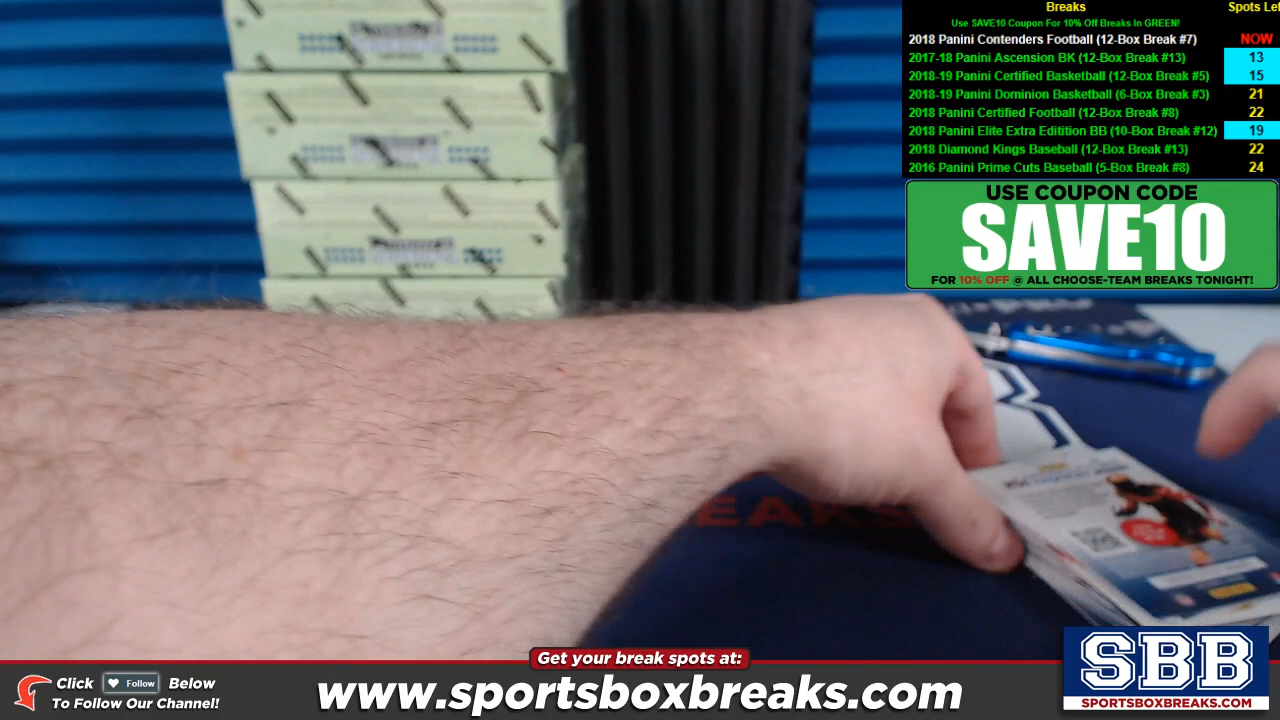 Breaks Spots Lef
Use SAVE10 Coupon For 10% Off Breaks In GREEN!
2018 Panini Contenders Football (12-Box Break #7) NOW
2017-18 Panini Ascension BK (12-Box Break #13) 13
2018-19 Panini Certified Basketball (12-Box Break #5) 15
2018-19 Panini Dominion Basketball (6-Box Break #3) 21
2018 Panini Certified Football (12-Box Break #8) 22
2018 Panini Elite Extra Edition BB (10-Box Break #12) 19
2018 Diamond Kings Baseball (12-Box Break #13) 22
2016 Panini Prime Cuts Baseball (5-Box Break #8) 24
USE COUPON CODE
SAVE10
FOR 10% OFF @ ALL CHOOSE-TEAM BREAKS TONIGHT!
EAKS
Get your break spots at:
Click Follow Below
To Follow Our Channel!
www.sportsboxbreaks.com
SBB
SPORTSBOXBREAKS.COM